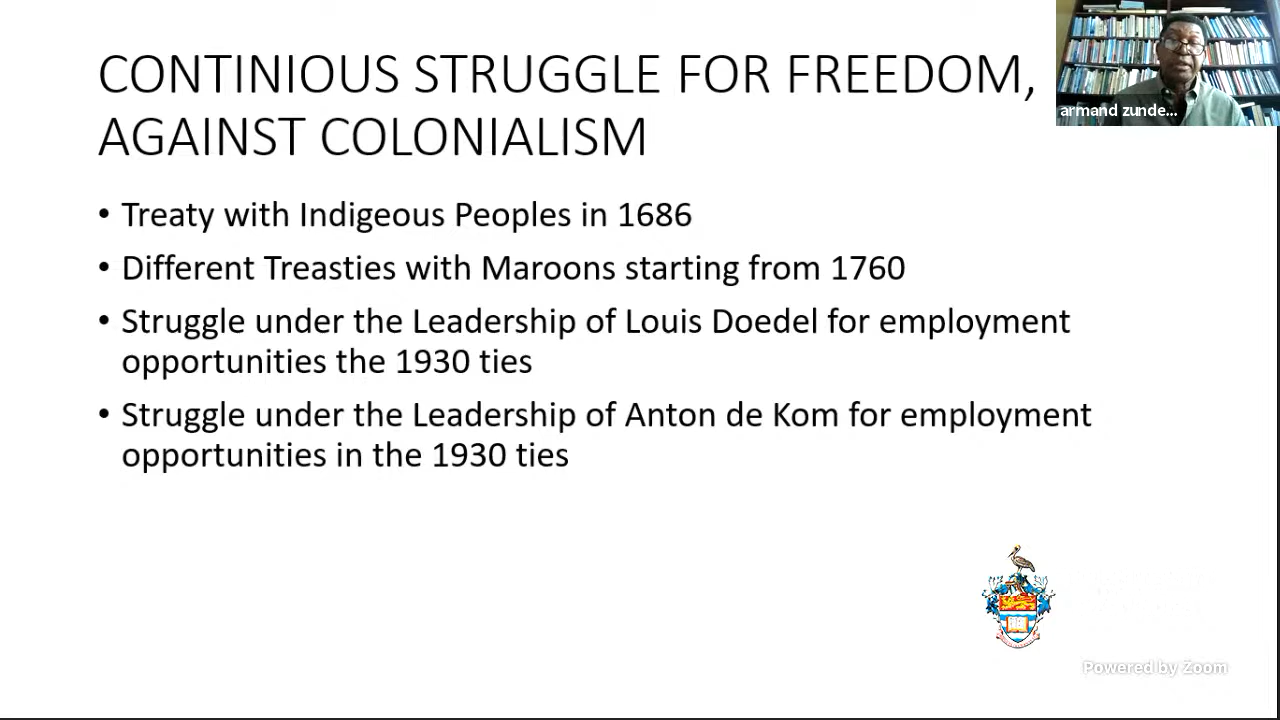 CONTINIOUS STRUGGLE FOR FREEDOM,
AGAINST COLONIALISM
armand zunde...
• Treaty with Indigeous Peoples in 1686
• Different Treasties with Maroons starting from 1760
• Struggle under the Leadership of Louis Doedel for employment
opportunities the 1930 ties
• Struggle under the Leadership of Anton de Kom for employment
opportunities in the 1930 ties
Powered by Zoom